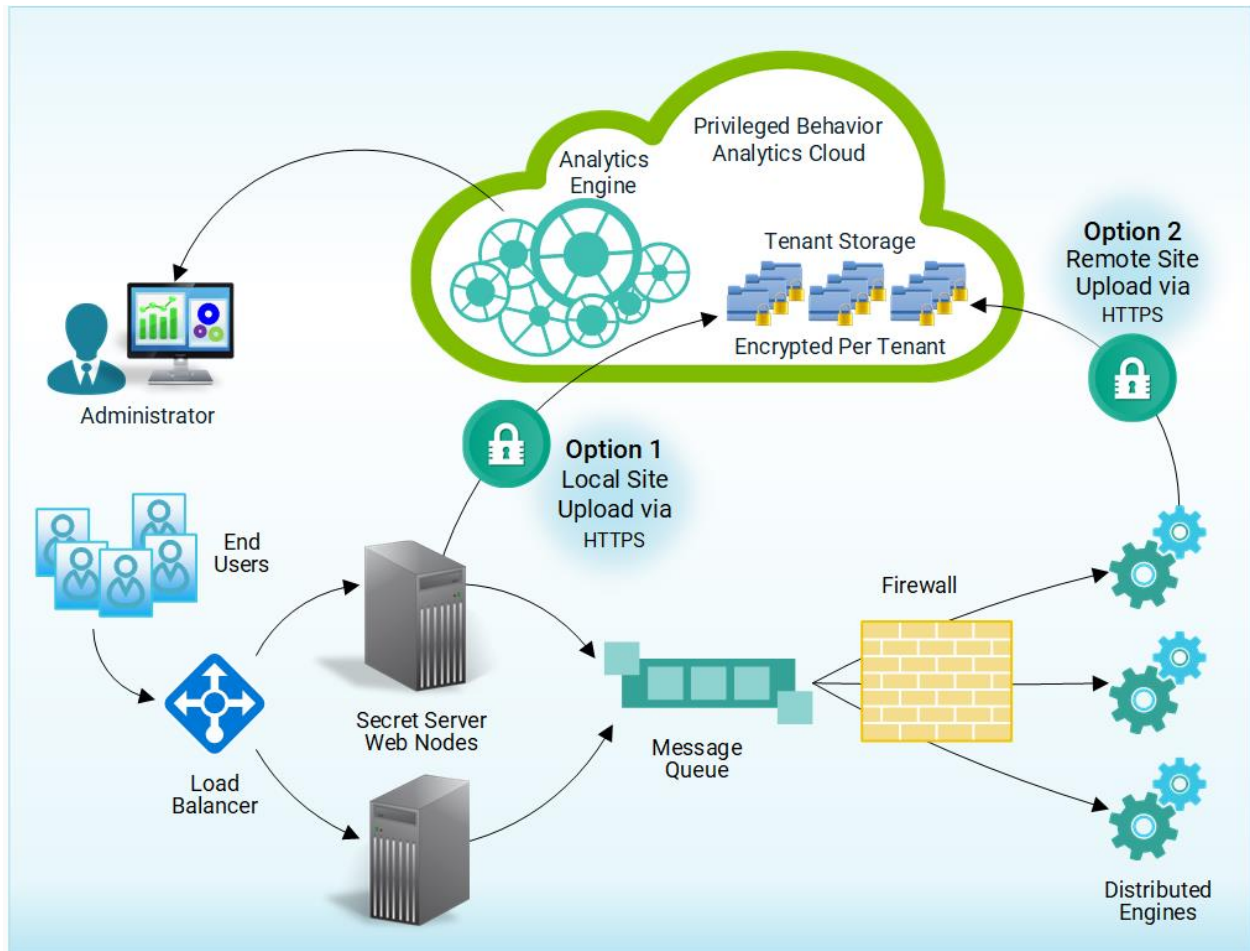 Privileged Behavior
Analytics Cloud
Analytics
Engine
Tenant Storage
Encrypted Per Tenant
Option 2
Remote Site
Upload via
HTTPS
Administrator
Option 1
Local Site
Upload via
HTTPS
End
Users
Firewall
Secret Server
Web Nodes
Message
Queue
Load
Balancer
Distributed
Engines